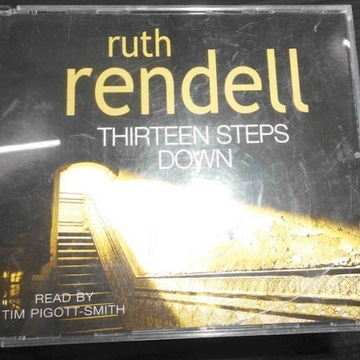 ruth
rendell
THIRTEEN STEPS
DOWN
READ BY
TIM PIGOTT-SMITH